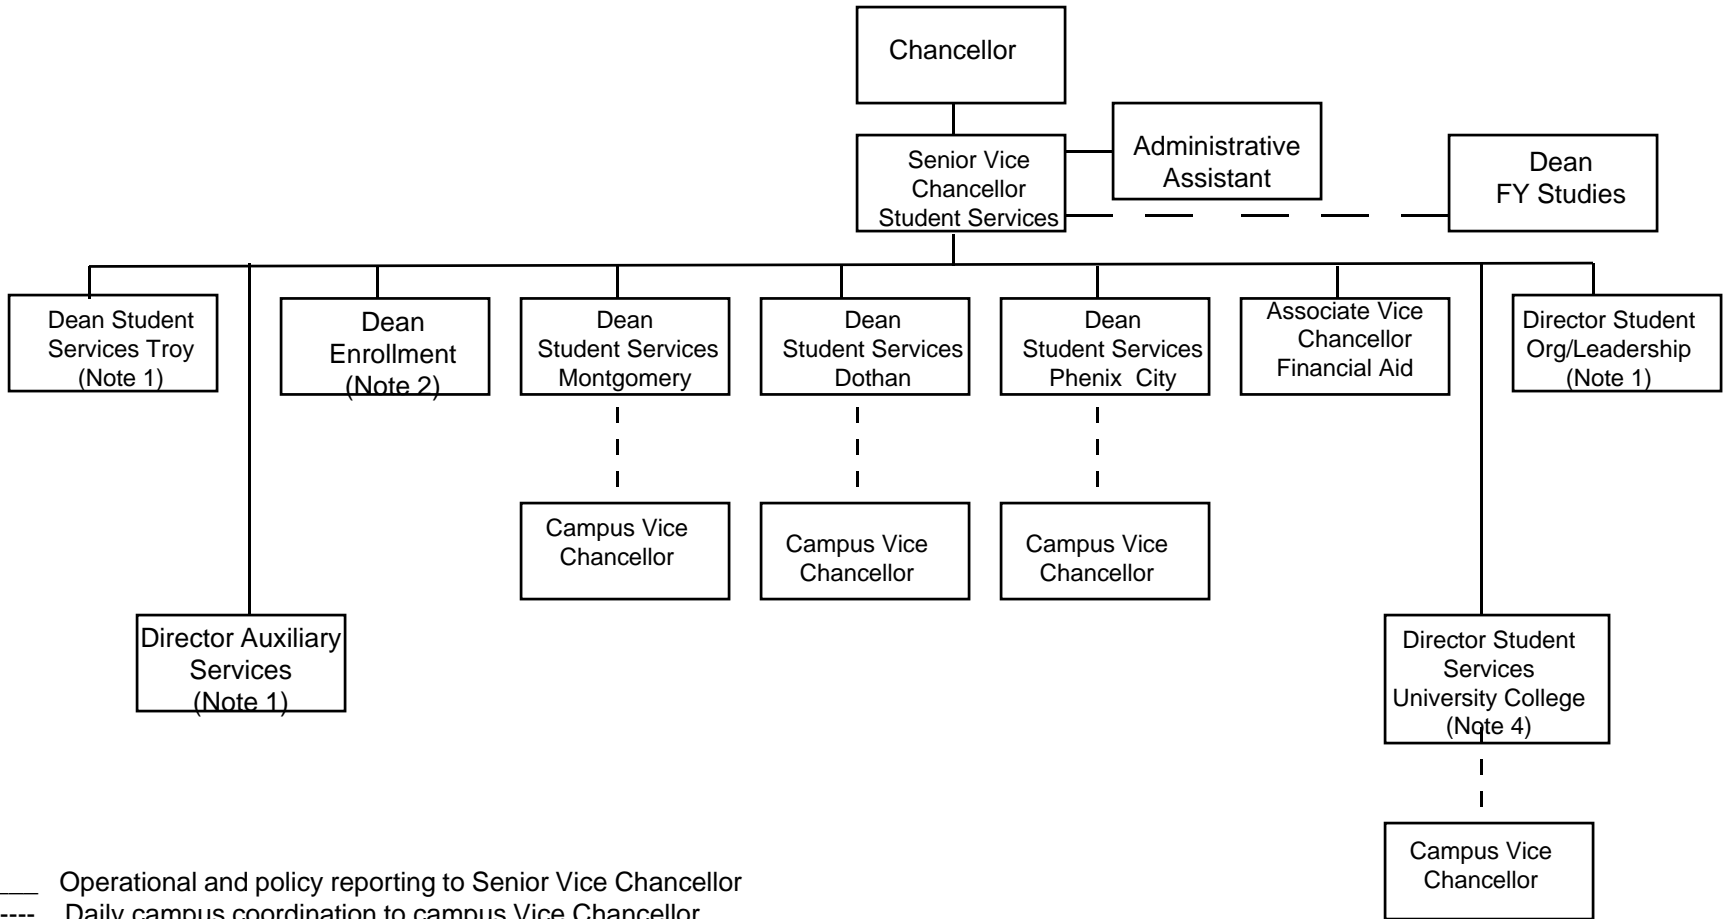 Chancellor
Senior Vice
Chancellor
Student Services
Administrative
Assistant
Dean
FY Studies
Dean Student
Services Troy
(Note 1)
Dean
Enrollment
(Note 2)
Dean
Student Services
Montgomery
Dean
Student Services
Dothan
Dean
Student Services
Phenix City
Associate Vice
Chancellor
Financial Aid
Director Student
Org/Leadership
(Note 1)
Campus Vice
Chancellor
Campus Vice
Chancellor
Campus Vice
Chancellor
Director Auxiliary
Services
(Note 1)
Director Student
Services
University College
(Note 4)
Campus Vice
Chancellor
___ Operational and policy reporting to Senior Vice Chancellor
---- Daily campus coordination to campus Vice Chancellor